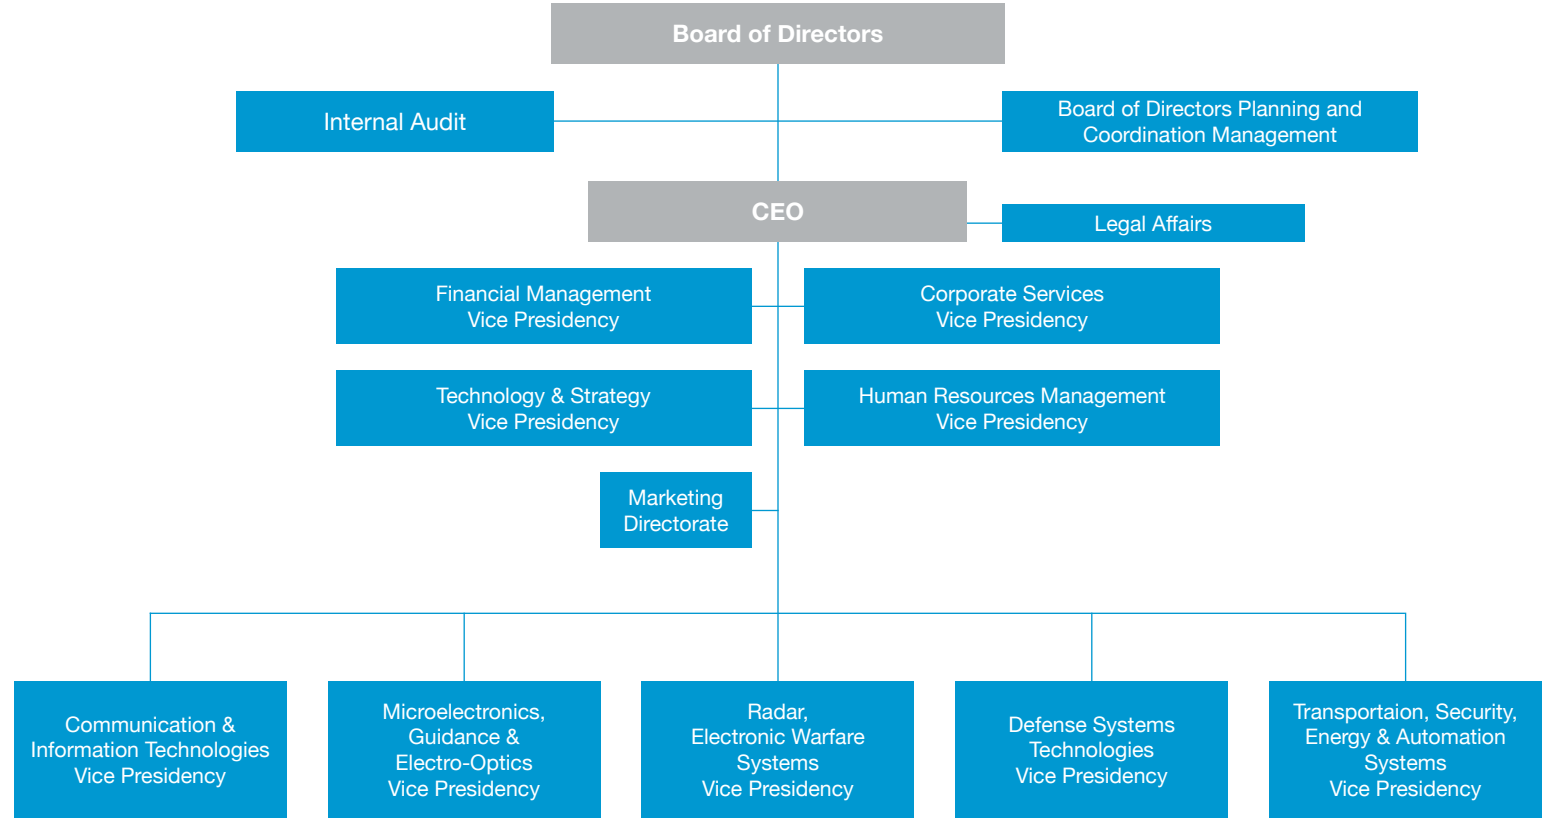 Board of Directors
Internal Audit
Board of Directors Planning and
Coordination Management
CEO
Legal Affairs
Financial Management
Vice Presidency
Corporate Services
Vice Presidency
Technology & Strategy
Vice Presidency
Human Resources Management
Vice Presidency
Marketing
Directorate
Communication &
Information Technologies
Vice Presidency
Microelectronics,
Guidance &
Electro-Optics
Vice Presidency
Radar,
Electronic Warfare
Systems
Vice Presidency
Defense Systems
Technologies
Vice Presidency
Transportaion, Security,
Energy & Automation
Systems
Vice Presidency